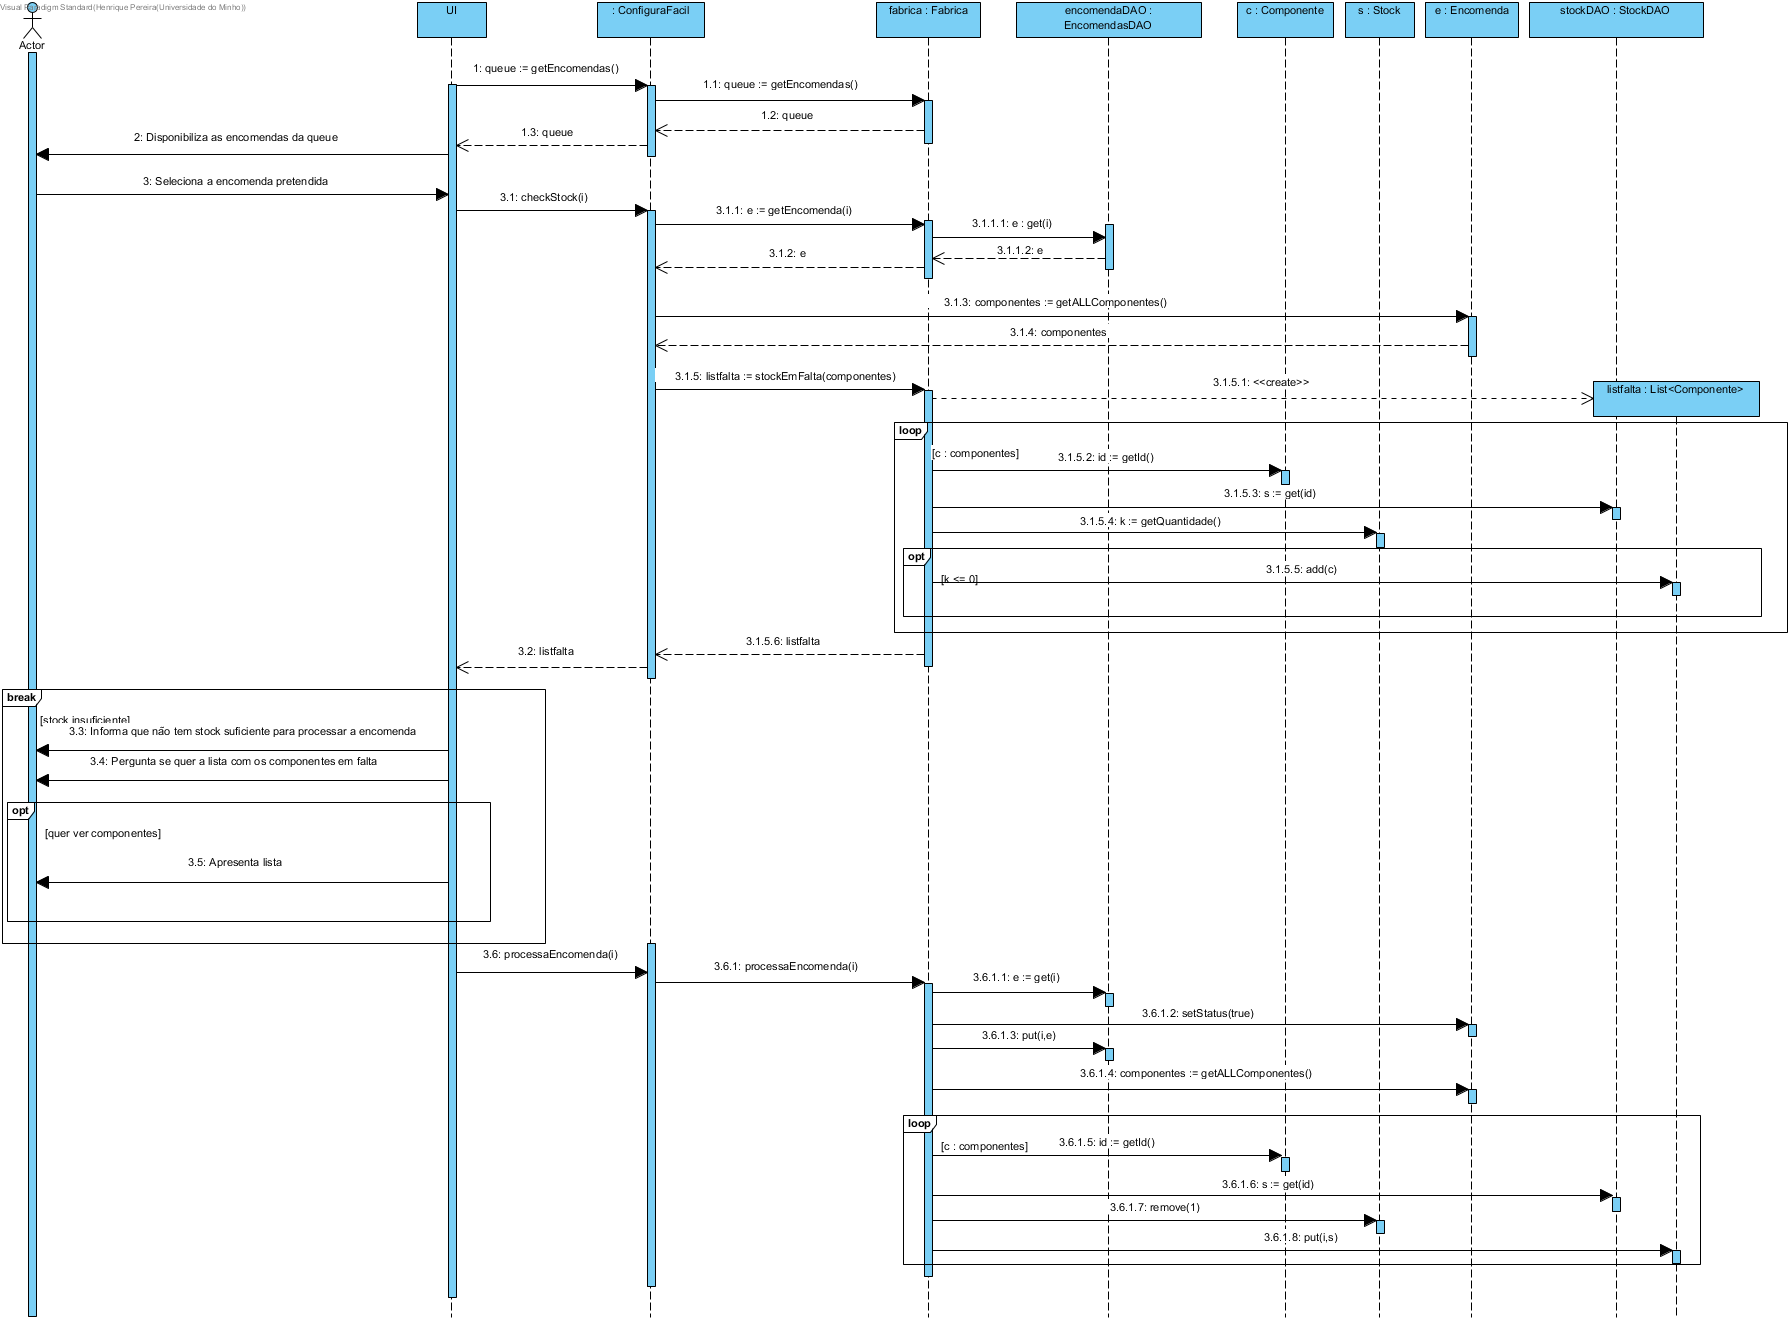 Visual Paradigm Standard(Henrique Pereira(Universidade do Minho))
Actor
UI
: ConfiguraFacil
fabrica : Fabrica
encomendaDAO :
EncomendasDAO
c : Componente
s : Stock
e : Encomenda
stockDAO : StockDAO
1: queue := getEncomendas()
1.1: queue := getEncomendas()
1.2: queue
1.3: queue
2: Disponibiliza as encomendas da queue
3: Seleciona a encomenda pretendida
3.1: checkStock(i)
3.1.1: e := getEncomenda(i)
3.1.1.1: e : get(i)
3.1.1.2: e
3.1.2: e
3.1.3: componentes := getALLComponentes()
3.1.4: componentes
3.1.5: listfalta := stockEmFalta(componentes)
3.1.5.1: <<create>>
listfalta : List<Componente>
loop
[c : componentes]
3.1.5.2: id := getId()
3.1.5.3: s := get(id)
3.1.5.4: k := getQuantidade()
opt
[k <= 0]
3.1.5.5: add(c)
3.1.5.6: listfalta
3.2: listfalta
break
[stock insuficiente]
3.3: Informa que não tem stock suficiente para processar a encomenda
3.4: Pergunta se quer a lista com os componentes em falta
opt
[quer ver componentes]
3.5: Apresenta lista
3.6: processaEncomenda(i)
3.6.1: processaEncomenda(i)
3.6.1.1: e := get(i)
3.6.1.2: setStatus(true)
3.6.1.3: put(i,e)
3.6.1.4: componentes := getALLComponentes()
loop
[c : componentes]
3.6.1.5: id := getId()
3.6.1.6: s := get(id)
3.6.1.7: remove(1)
3.6.1.8: put(i,s)